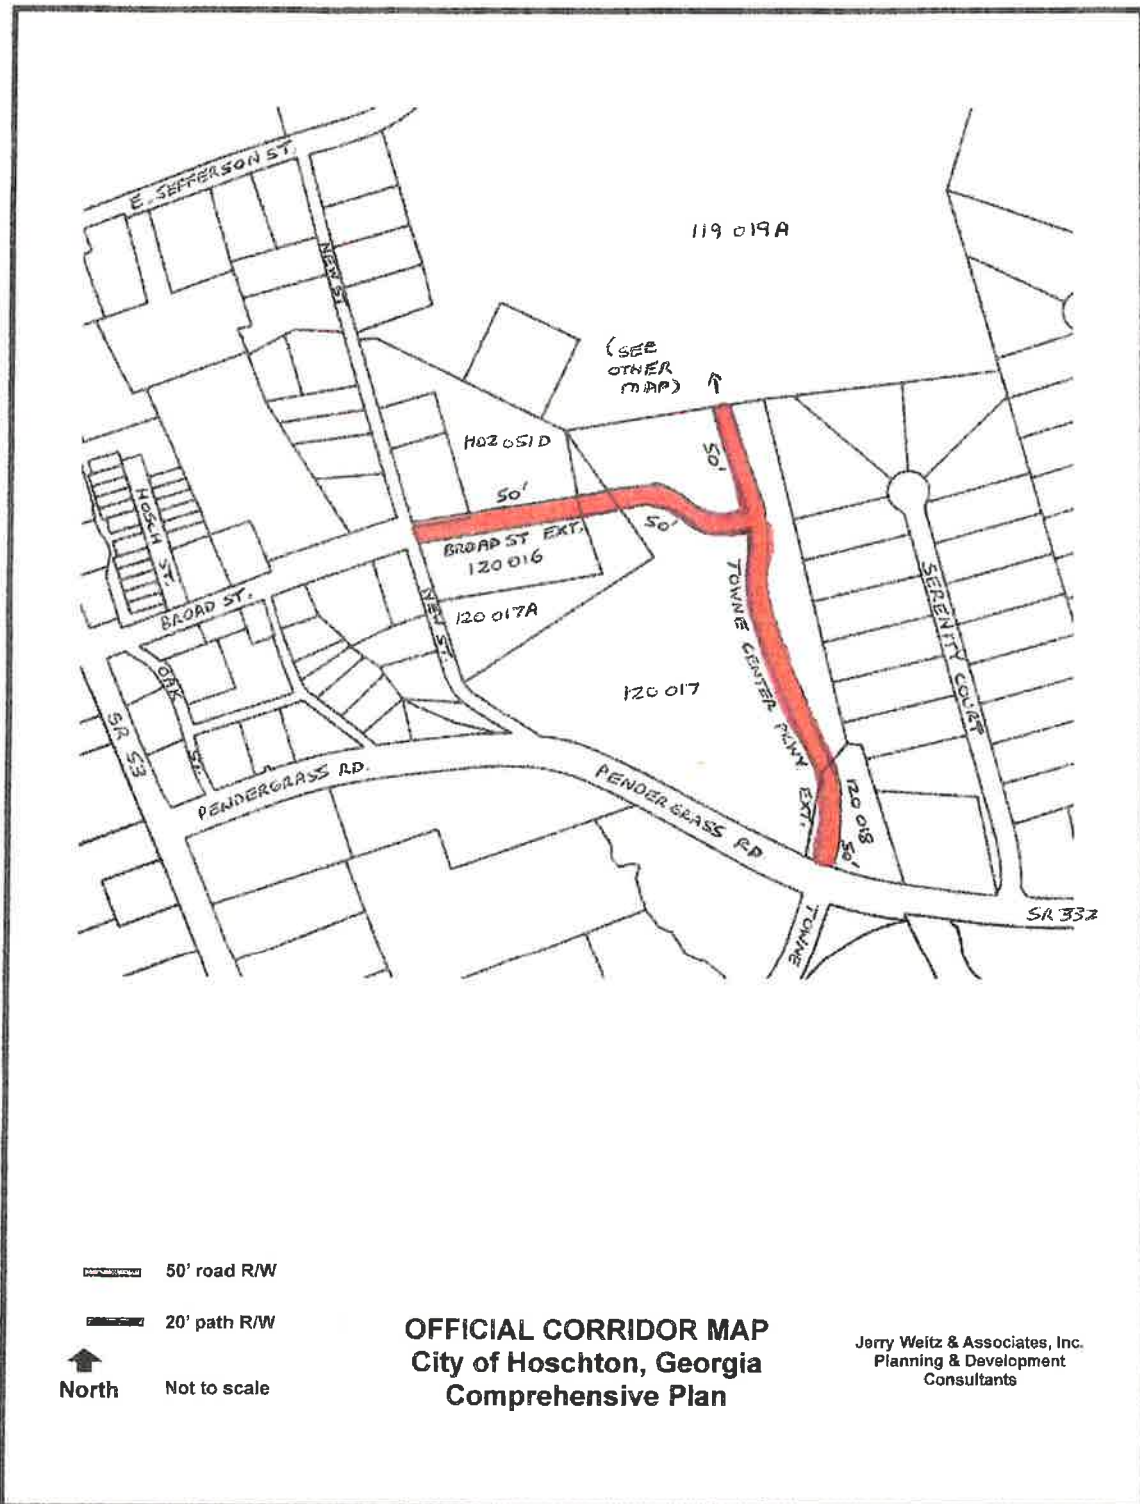 E. JEFFERSON ST.
NEW ST.
119 019A
(SEE
OTHER
MAP)
H02 051D
50'
50'
50'
BROAD ST EXT.
120 016
HOSCH ST.
BROAD ST.
NEW ST.
120 017A
OAK
ST.
SR 53
120 017
TOWNE CENTER PKWY. EXT.
SERENITY COURT
PENDERGRASS RD.
PENDERGRASS RD
120 018
50'
TOWNE
SR 332
50' road R/W
20' path R/W
North
Not to scale
OFFICIAL CORRIDOR MAP
City of Hoschton, Georgia
Comprehensive Plan
Jerry Weitz & Associates, Inc.
Planning & Development
Consultants